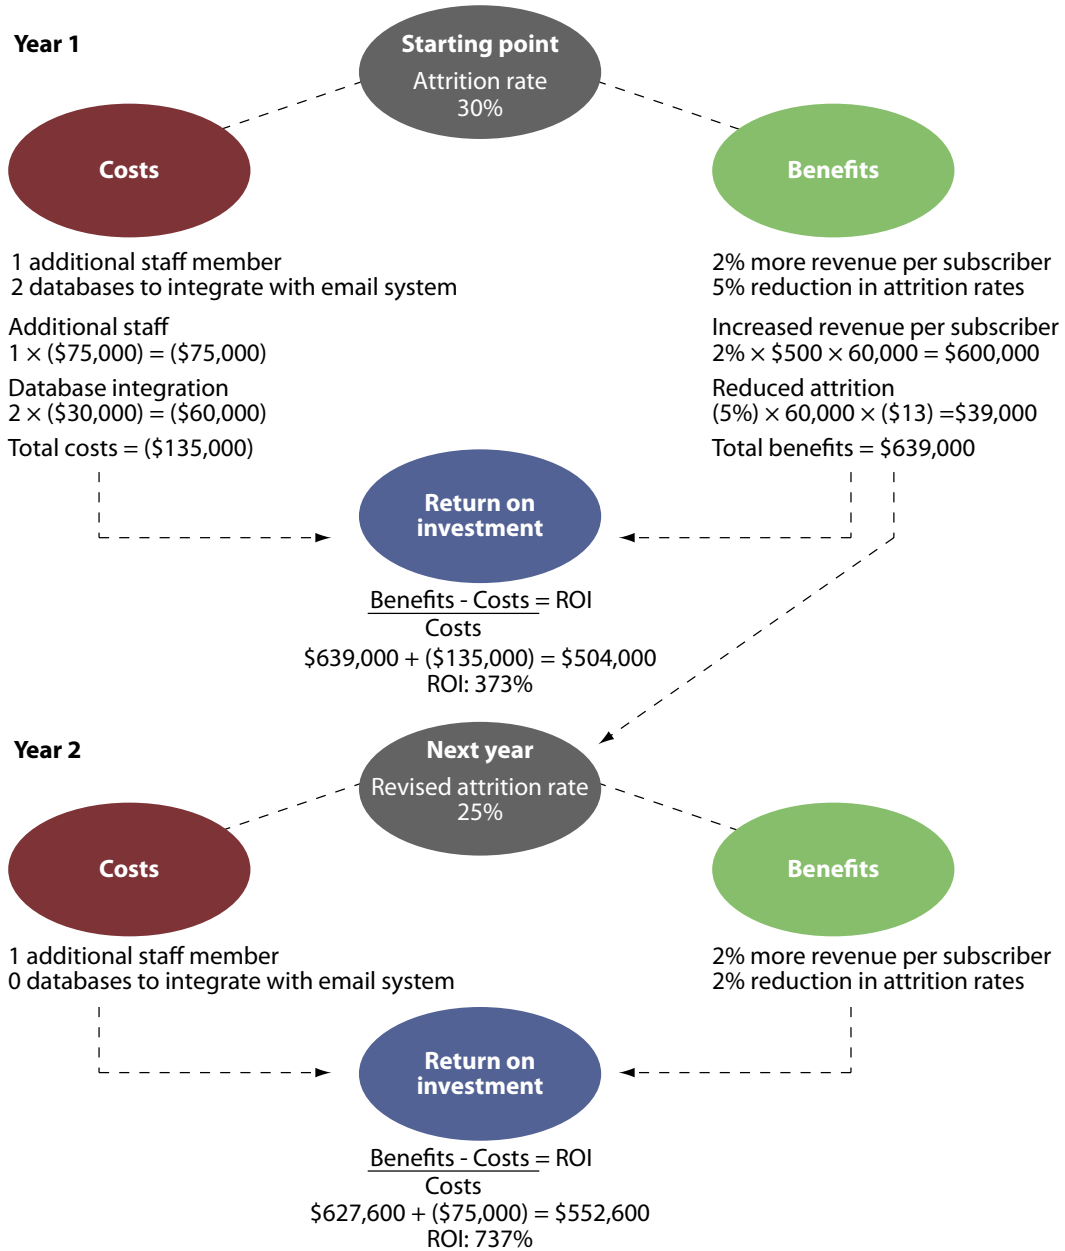 Year 1
Starting point
Attrition rate
30%
Costs
1 additional staff member
2 databases to integrate with email system
Additional staff
1 × ($75,000) = ($75,000)
Database integration
2 × ($30,000) = ($60,000)
Total costs = ($135,000)
Benefits
2% more revenue per subscriber
5% reduction in attrition rates
Increased revenue per subscriber
2% × $500 × 60,000 = $600,000
Reduced attrition
(5%) × 60,000 × ($13) =$39,000
Total benefits = $639,000
Return on
investment
Benefits - Costs = ROI
Costs
$639,000 + ($135,000) = $504,000
ROI: 373%
Year 2
Next year
Revised attrition rate
25%
Costs
1 additional staff member
0 databases to integrate with email system
Benefits
2% more revenue per subscriber
2% reduction in attrition rates
Return on
investment
Benefits - Costs = ROI
Costs
$627,600 + ($75,000) = $552,600
ROI: 737%